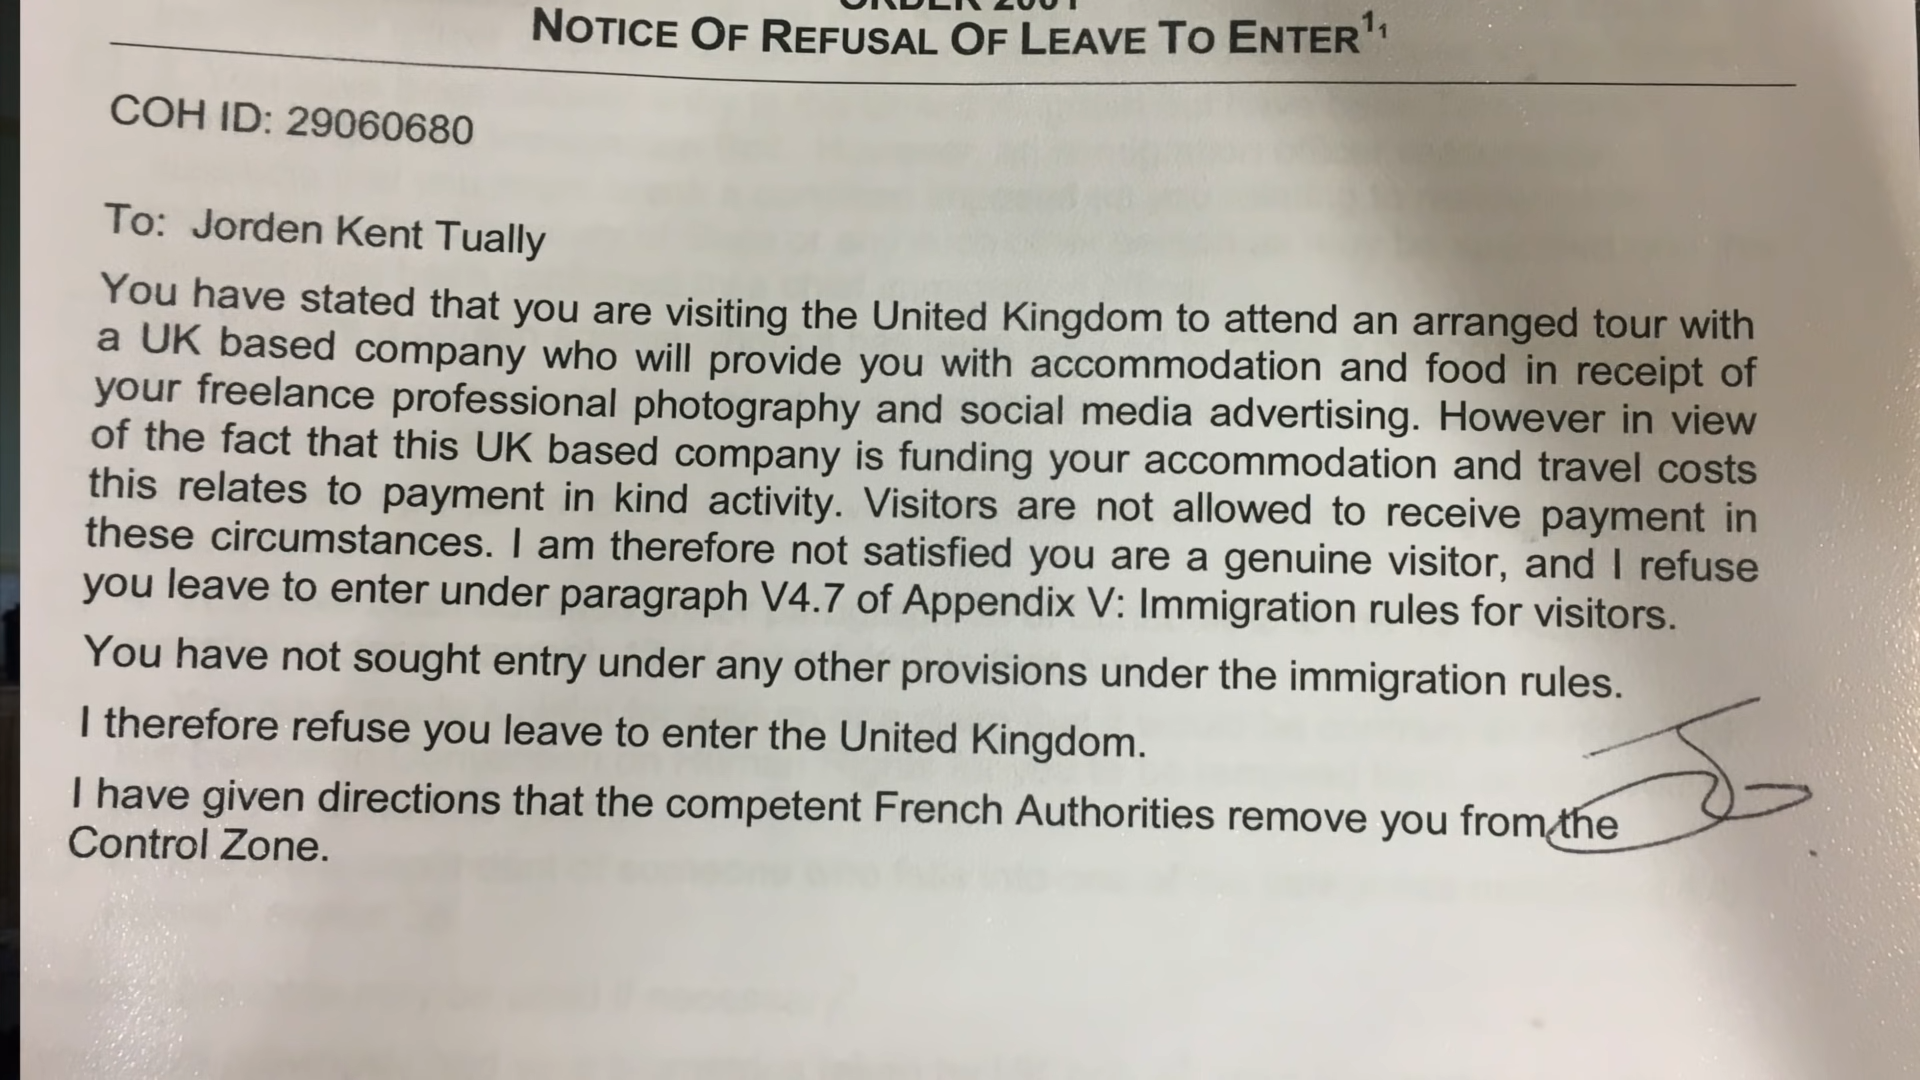 ORDER 2001
NOTICE OF REFUSAL OF LEAVE TO ENTER¹₁
COH ID: 29060680
To: Jorden Kent Tually
You have stated that you are visiting the United Kingdom to attend an arranged tour with
a UK based company who will provide you with accommodation and food in receipt of
your freelance professional photography and social media advertising. However in view
of the fact that this UK based company is funding your accommodation and travel costs
this relates to payment in kind activity. Visitors are not allowed to receive payment in
these circumstances. I am therefore not satisfied you are a genuine visitor, and I refuse
you leave to enter under paragraph V4.7 of Appendix V: Immigration rules for visitors.
You have not sought entry under any other provisions under the immigration rules.
I therefore refuse you leave to enter the United Kingdom.
I have given directions that the competent French Authorities remove you from the
Control Zone.